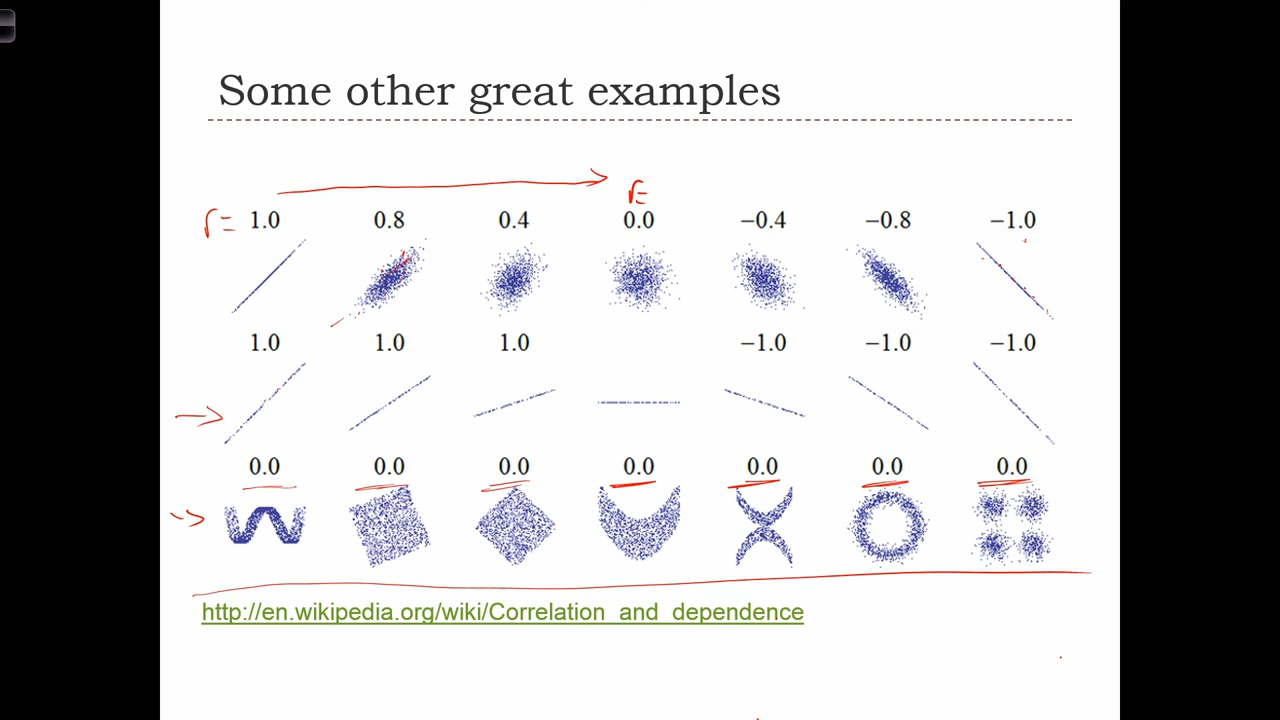 Some other great examples
r=
r= 1.0 0.8 0.4 0.0 −0.4 −0.8 −1.0
1.0 1.0 1.0 −1.0 −1.0 −1.0
0.0 0.0 0.0 0.0 0.0 0.0 0.0
http://en.wikipedia.org/wiki/Correlation_and_dependence